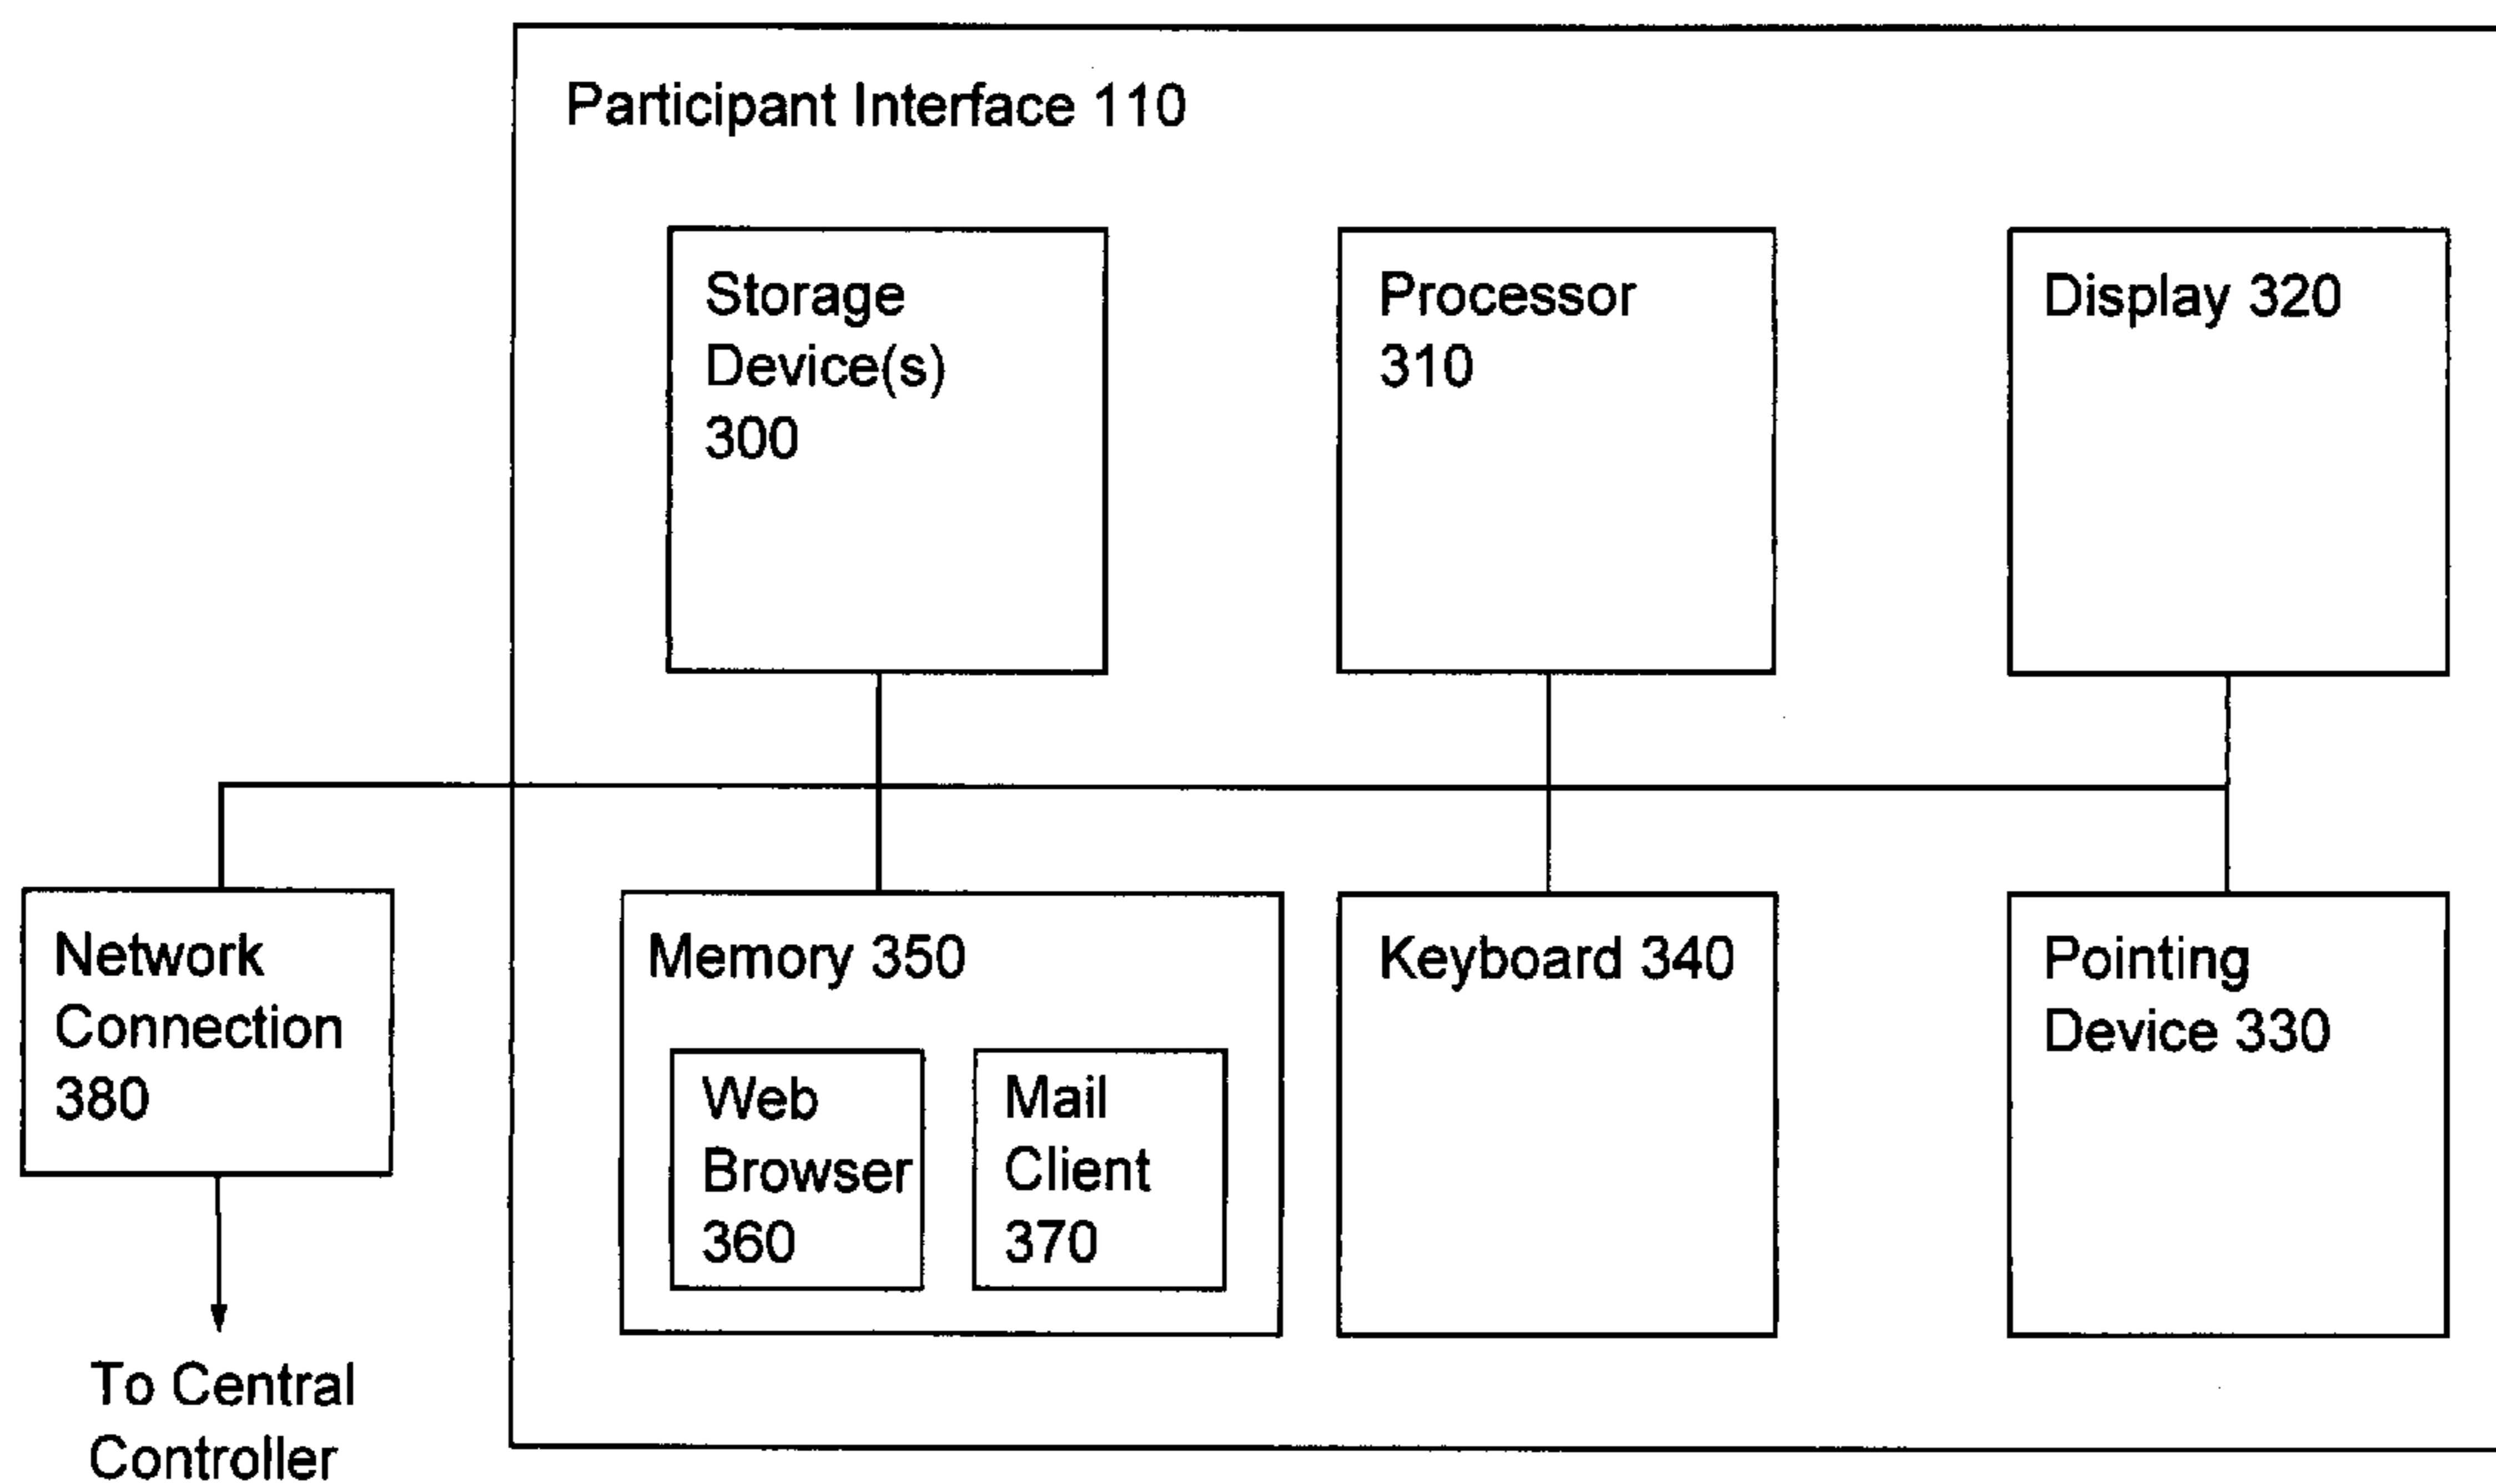 Participant Interface 110
Storage
Device(s)
300
Processor
310
Display 320
Network
Connection
380
Memory 350
Web
Browser
360
Mail
Client
370
Keyboard 340
Pointing
Device 330
To Central
Controller